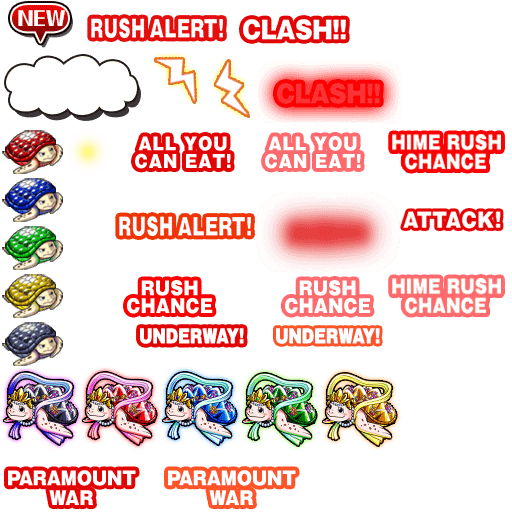 NEW
RUSH ALERT!
CLASH!!
CLASH!!
ALL YOU
CAN EAT!
ALL YOU
CAN EAT!
HIME RUSH
CHANCE
RUSH ALERT!
ATTACK!
RUSH
CHANCE
RUSH
CHANCE
HIME RUSH
CHANCE
UNDERWAY!
UNDERWAY!
PARAMOUNT
WAR
PARAMOUNT
WAR